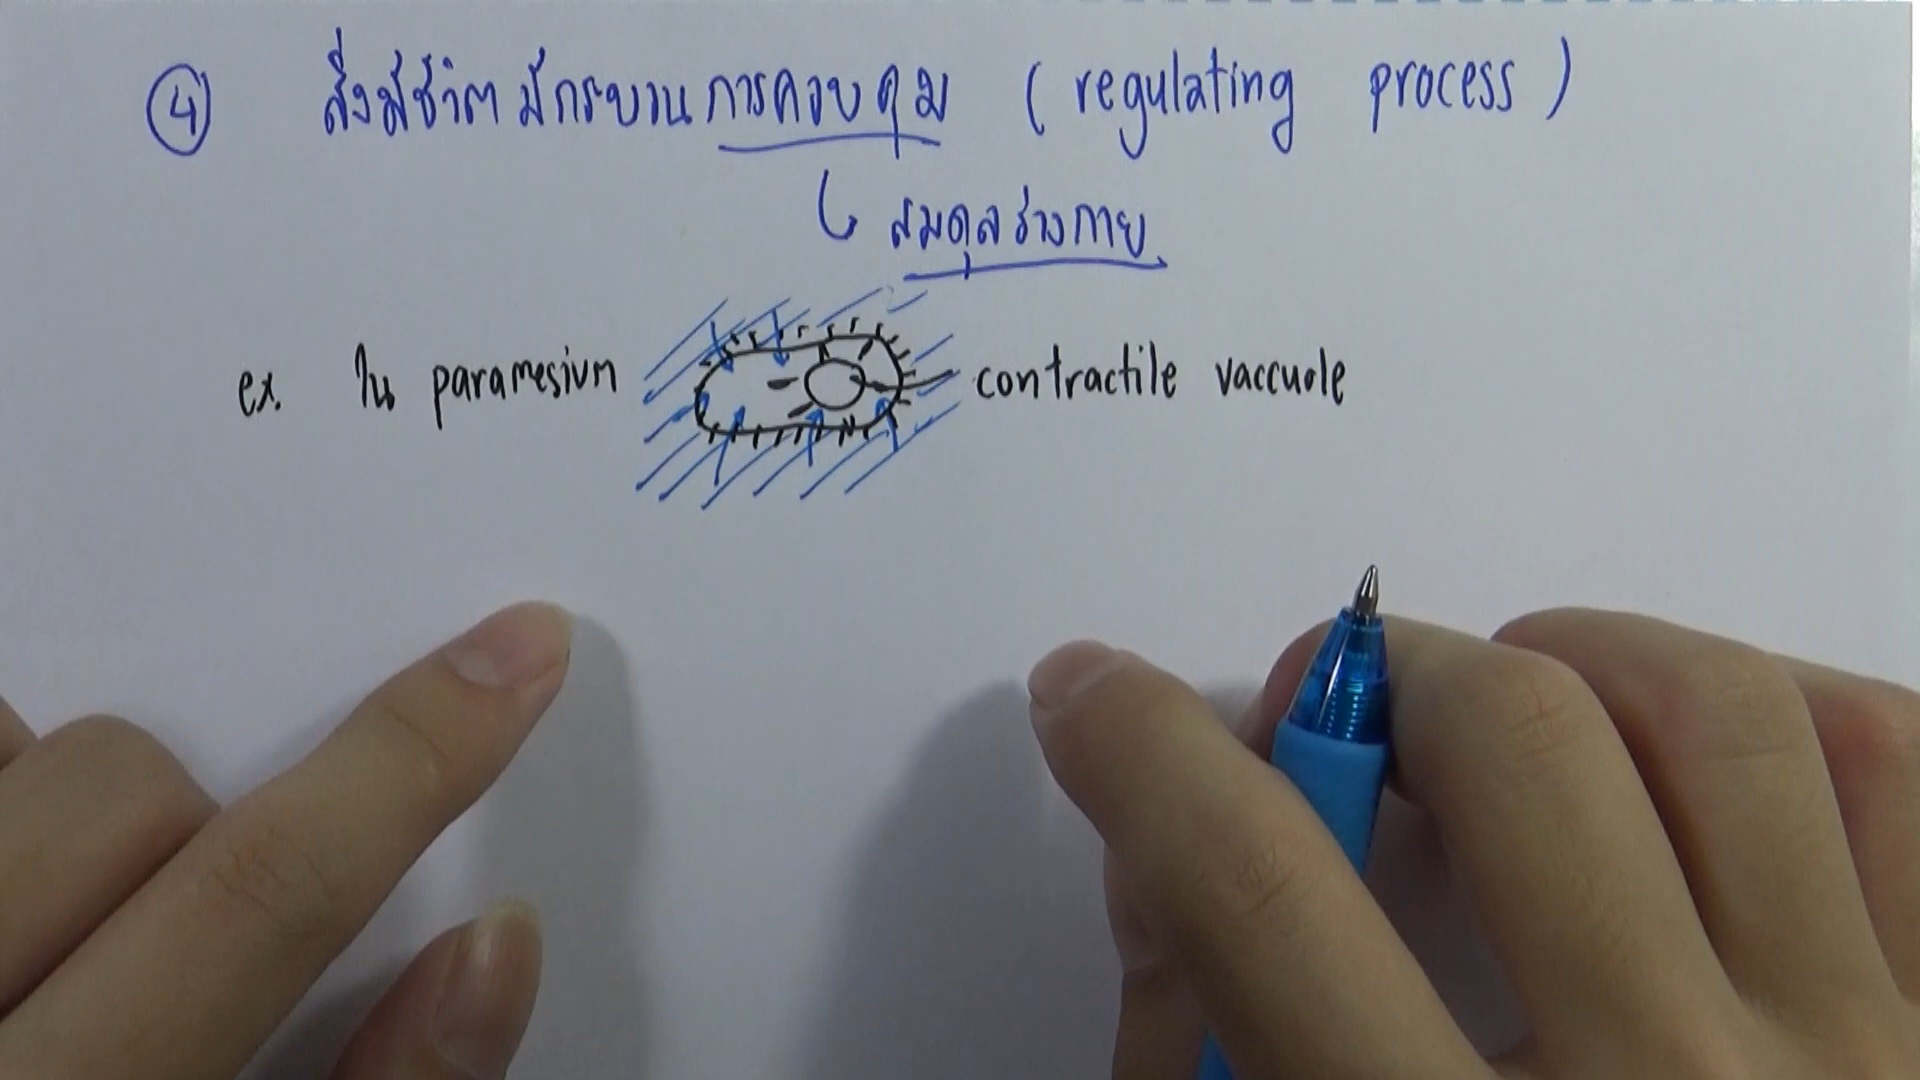 ④ สิ่งมีชีวิตมีกระบวนการควบคุม (regulating process)
สมดุลร่างกาย
ex. ใน paramesium contractile vaccuole